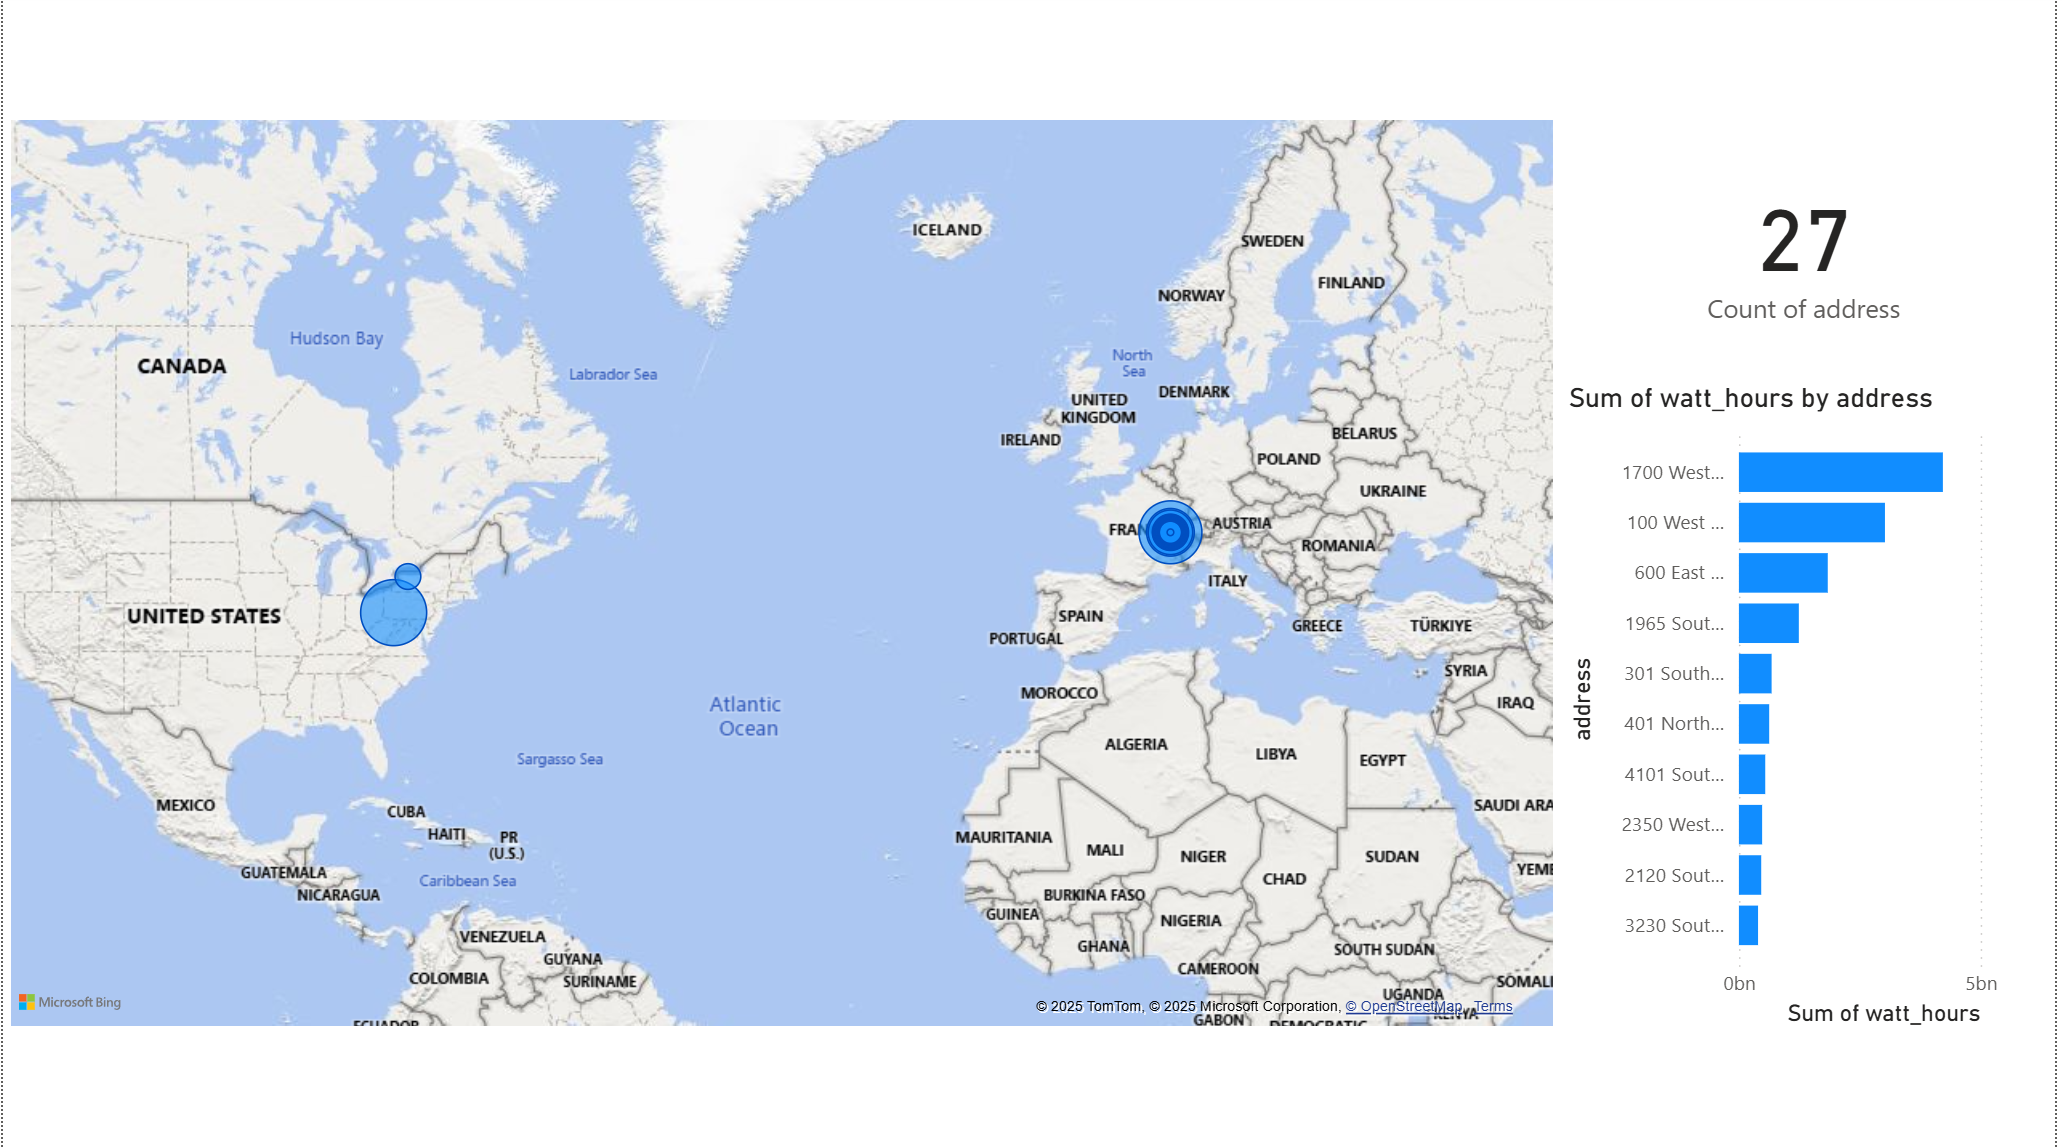 ICELAND
SWEDEN
FINLAND
NORWAY
Hudson Bay
CANADA
Labrador Sea
North
Sea
DENMARK
UNITED
KINGDOM
IRELAND
BELARUS
POLAND
UKRAINE
FRAN
AUSTRIA
ROMANIA
ITALY
UNITED STATES
SPAIN
PORTUGAL
GREECE
TÜRKIYE
SYRIA
IRAQ
MOROCCO
Atlantic
Ocean
ALGERIA
LIBYA
EGYPT
Sargasso Sea
MEXICO
CUBA
HAITI
PR
(U.S.)
SAUDI ARA
MAURITANIA
MALI
NIGER
SUDAN
CHAD
YEME
GUATEMALA
Caribbean Sea
NICARAGUA
BURKINA FASO
GUINEA
NIGERIA
VENEZUELA
GHANA
SOUTH SUDAN
GUYANA
COLOMBIA
SURINAME
CAMEROON
SOMALI
UGANDA
KENYA
GABON
DEMOCRATIC
ECUADOR
Microsoft Bing
© 2025 TomTom, © 2025 Microsoft Corporation, © OpenStreetMap Terms
27
Count of address
Sum of watt_hours by address
address
1700 West...
100 West ...
600 East ...
1965 Sout...
301 South...
401 North...
4101 Sout...
2350 West...
2120 Sout...
3230 Sout...
0bn 5bn
Sum of watt_hours